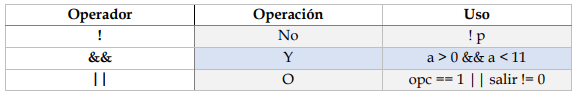 Operador Operación Uso
! No ! p
&& Y a > 0 && a < 11
|| O opc == 1 || salir != 0